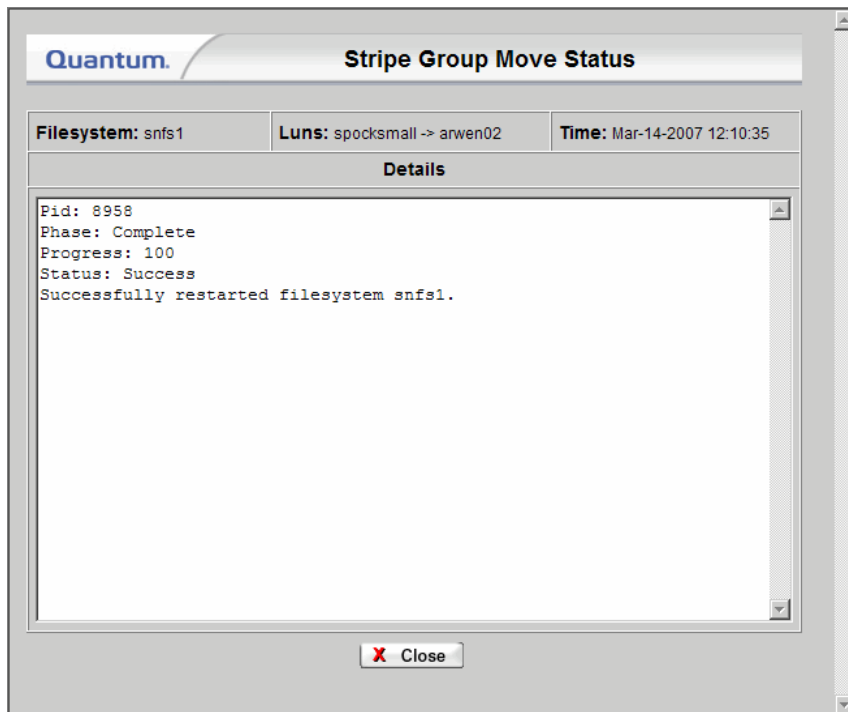 Quantum.
Stripe Group Move Status
Filesystem: snfs1
Luns: spocksmall -> arwen02
Time: Mar-14-2007 12:10:35
Details
Pid: 8958
Phase: Complete
Progress: 100
Status: Success
Successfully restarted filesystem snfs1.
X Close